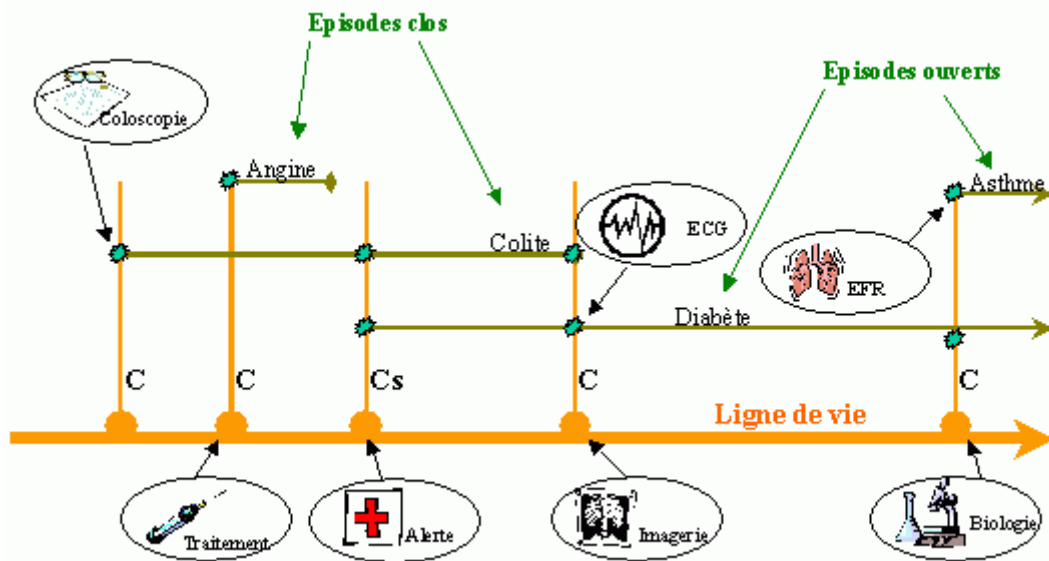 Episodes clos
Episodes ouverts
Coloscopie
Angine
Asthme
ECG
Colite
EFR
Diabète
C
C
Cs
C
C
Ligne de vie
Traitement
Alerte
Imagerie
Biologie